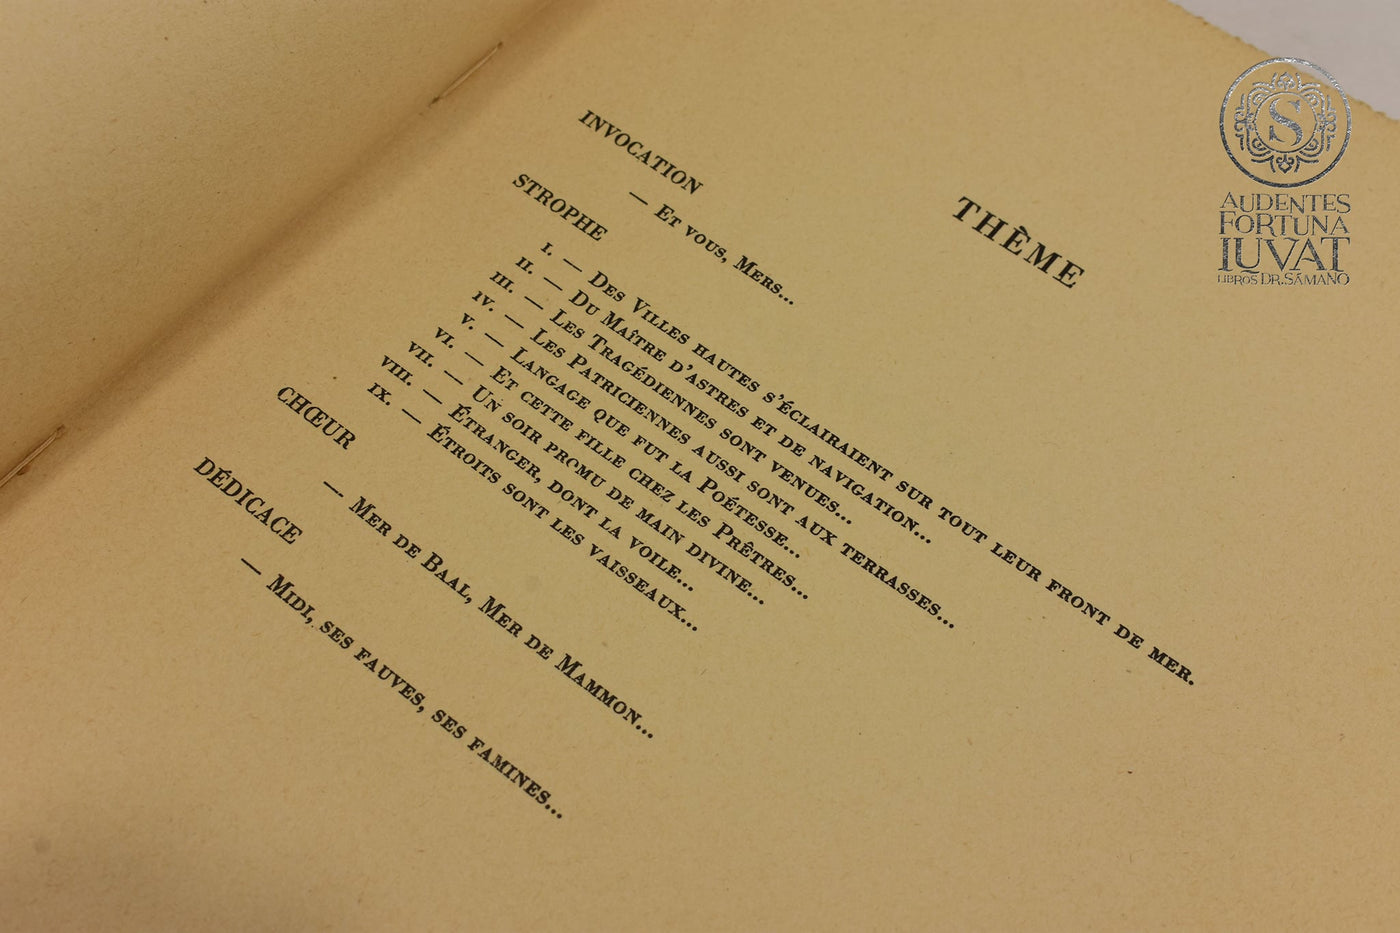 THÈME
INVOCATION
— Et vous, Mers...
STROPHE
I. — Des Villes hautes s'éclairaient sur tout leur front de mer.
II. — Du Maître d'astres et de navigation...
III. — Les Tragédiennes sont venues...
IV. — Les Patriciennes aussi sont aux terrasses...
V. — Langage que fut la Poétesse...
VI. — Et cette fille chez les Prêtres...
VII. — Un soir promu de main divine...
VIII. — Étranger, dont la voile...
IX. — Étroits sont les vaisseaux...
CHŒUR
— Mer de Baal, Mer de Mammon...
DÉDICACE
— Midi, ses fauves, ses famines...
S
AUDENTES
FORTUNA
IUVAT
LIBROS DR. SÁMANO